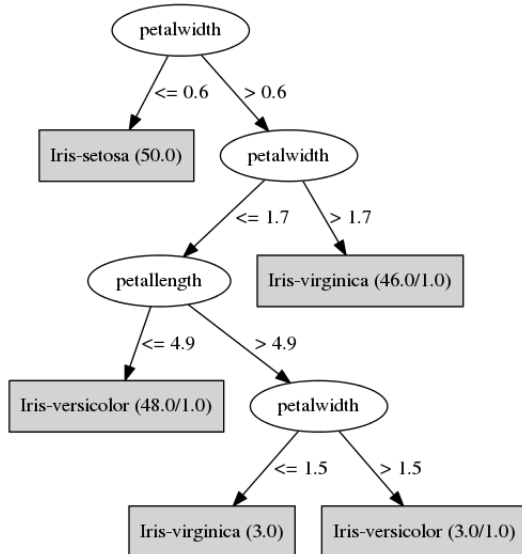 petalwidth
<= 0.6
> 0.6
Iris-setosa (50.0)
petalwidth
<= 1.7
> 1.7
petallength
Iris-virginica (46.0/1.0)
<= 4.9
> 4.9
Iris-versicolor (48.0/1.0)
petalwidth
<= 1.5
> 1.5
Iris-virginica (3.0)
Iris-versicolor (3.0/1.0)